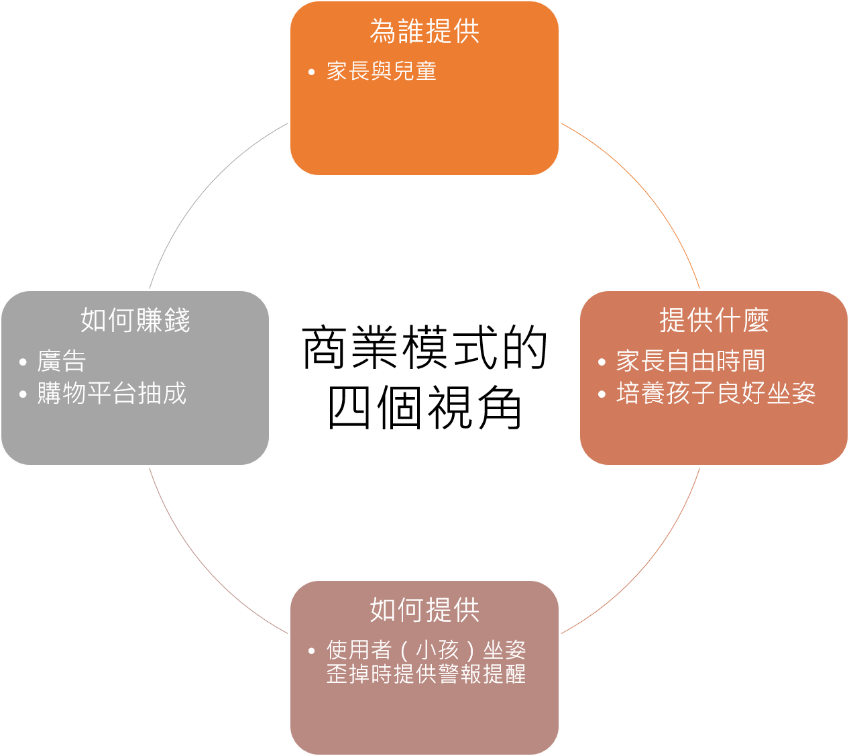 為誰提供
• 家長與兒童
提供什麼
• 家長自由時間
• 培養孩子良好坐姿
如何提供
• 使用者（小孩）坐姿
歪掉時提供警報提醒
如何賺錢
• 廣告
• 購物平台抽成
商業模式的
四個視角